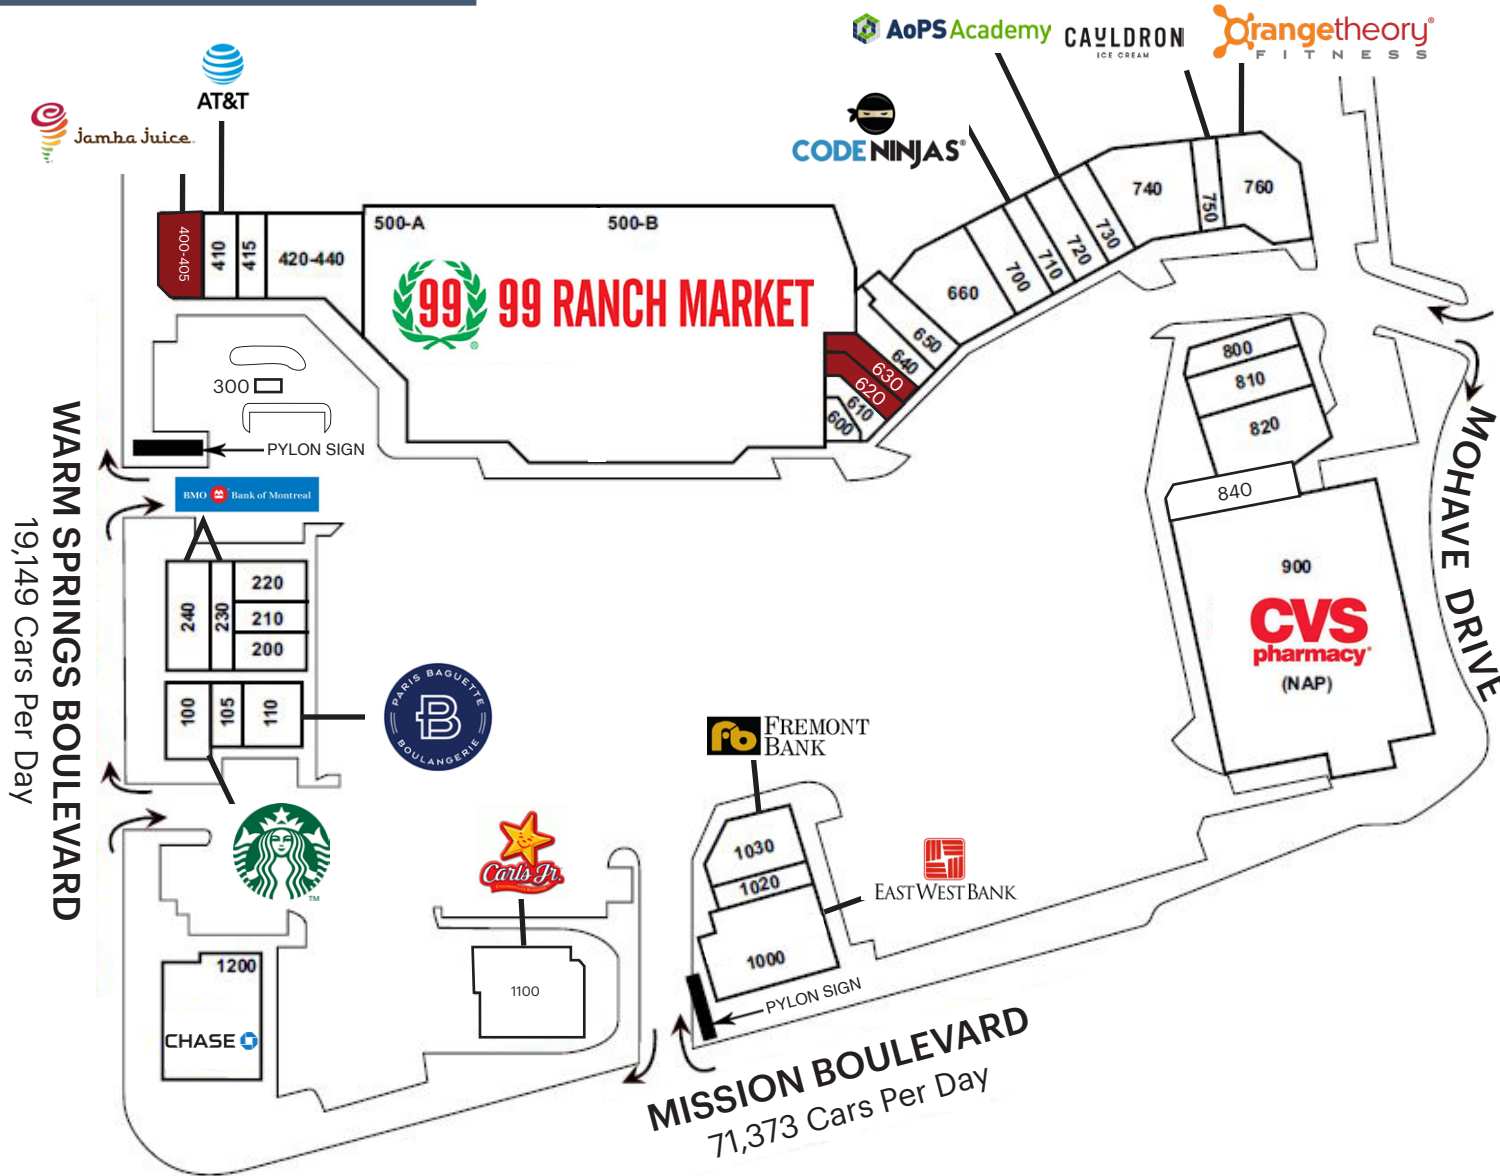 AoPS Academy
CAULDRON
ICE CREAM
Orangetheory®
FITNESS
AT&T
Jamba Juice
CODE NINJAS®
400-405
410
415
420-440
500-A
500-B
99 99 RANCH MARKET
®
600
610
620
630
640
650
660
700
710
720
730
740
750
760
300
PYLON SIGN
BMO Bank of Montreal
240
230
220
210
200
100
105
110
PARIS BAGUETTE
B
BOULANGERIE
TM
WARM SPRINGS BOULEVARD
19,149 Cars Per Day
800
810
820
840
900
CVS
pharmacy®
(NAP)
MOHAVE DRIVE
fb FREMONT
BANK
1030
1020
1000
EAST WEST BANK
Carl's Jr.
1100
1200
CHASE
PYLON SIGN
MISSION BOULEVARD
71,373 Cars Per Day